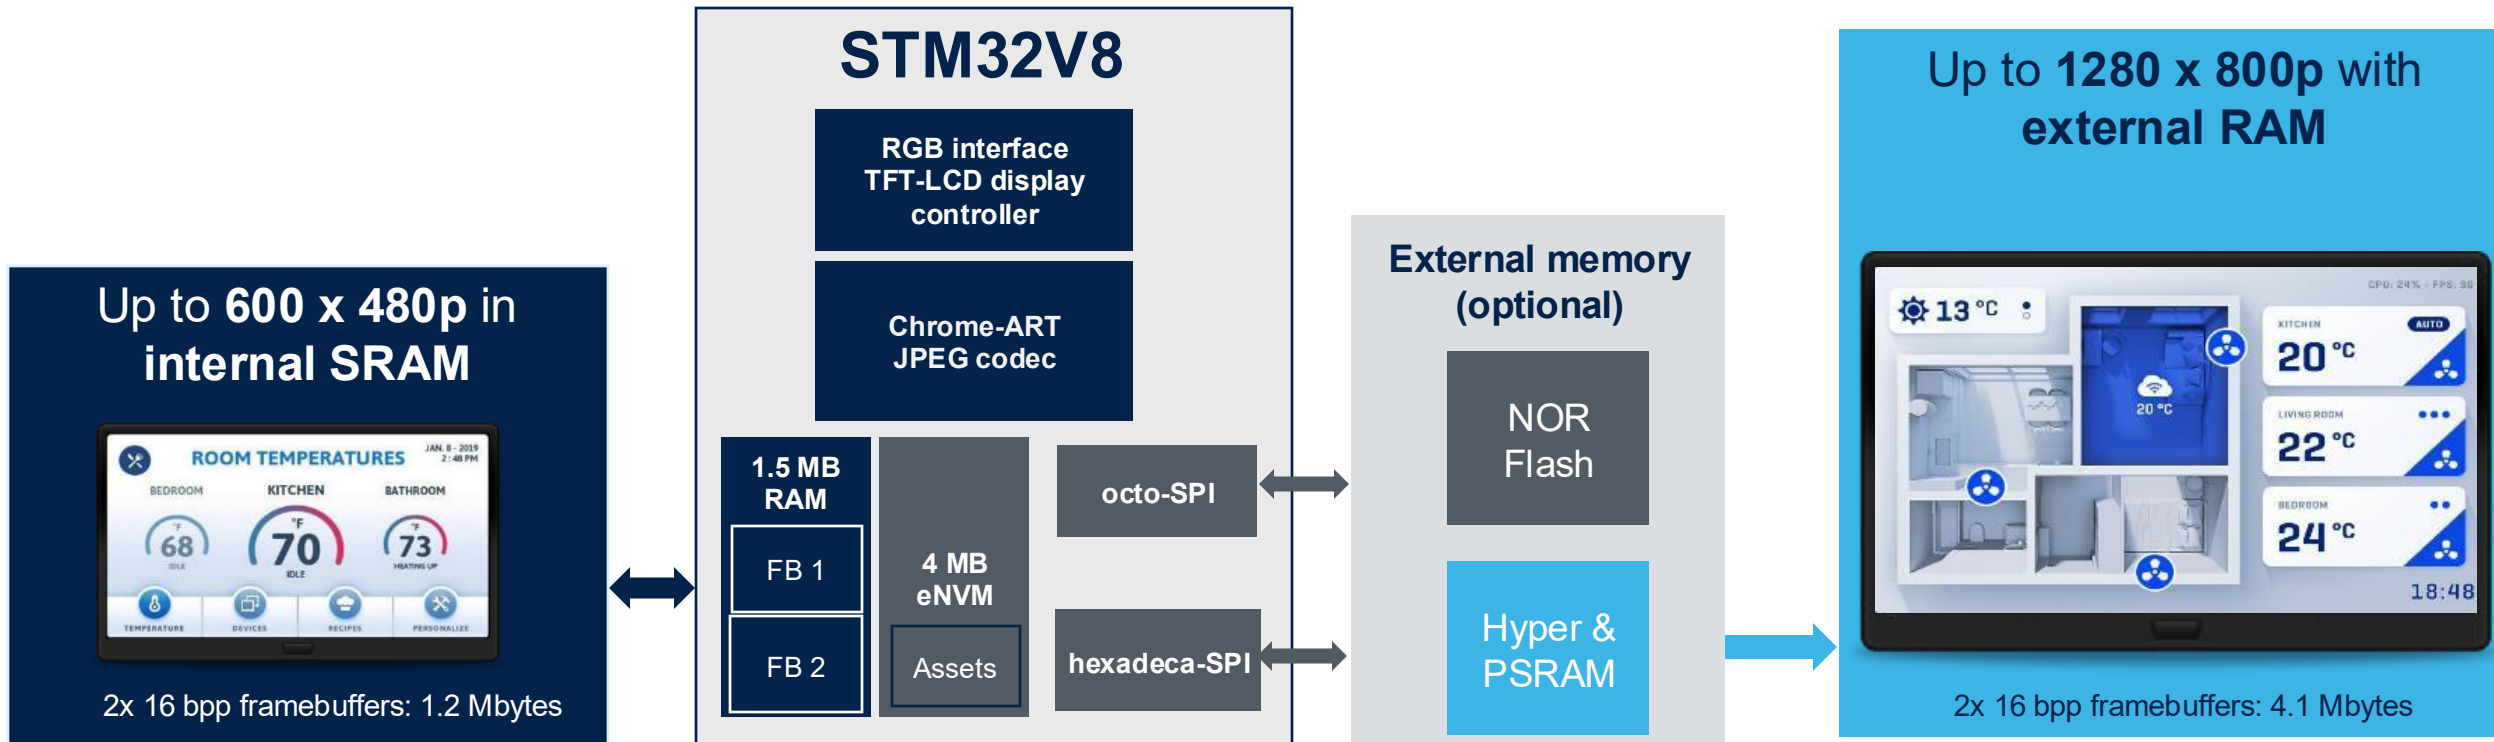 Up to 600 x 480p in
internal SRAM
ROOM TEMPERATURES
JAN. 8 - 2019
2 : 48 PM
BEDROOM
KITCHEN
BATHROOM
°F
68
IDLE
°F
70
IDLE
°F
73
HEATING UP
TEMPERATURE
DEVICES
RECIPES
PERSONALIZE
2x 16 bpp framebuffers: 1.2 Mbytes
STM32V8
RGB interface
TFT-LCD display
controller
Chrome-ART
JPEG codec
1.5 MB
RAM
FB 1
FB 2
4 MB
eNVM
Assets
octo-SPI
hexadeca-SPI
External memory
(optional)
NOR
Flash
Hyper &
PSRAM
Up to 1280 x 800p with
external RAM
CPU: 24% - FPS: 30
13 °C
20 °C
KITCHEN
AUTO
20 °C
LIVING ROOM
22 °C
BEDROOM
24 °C
18:48
2x 16 bpp framebuffers: 4.1 Mbytes